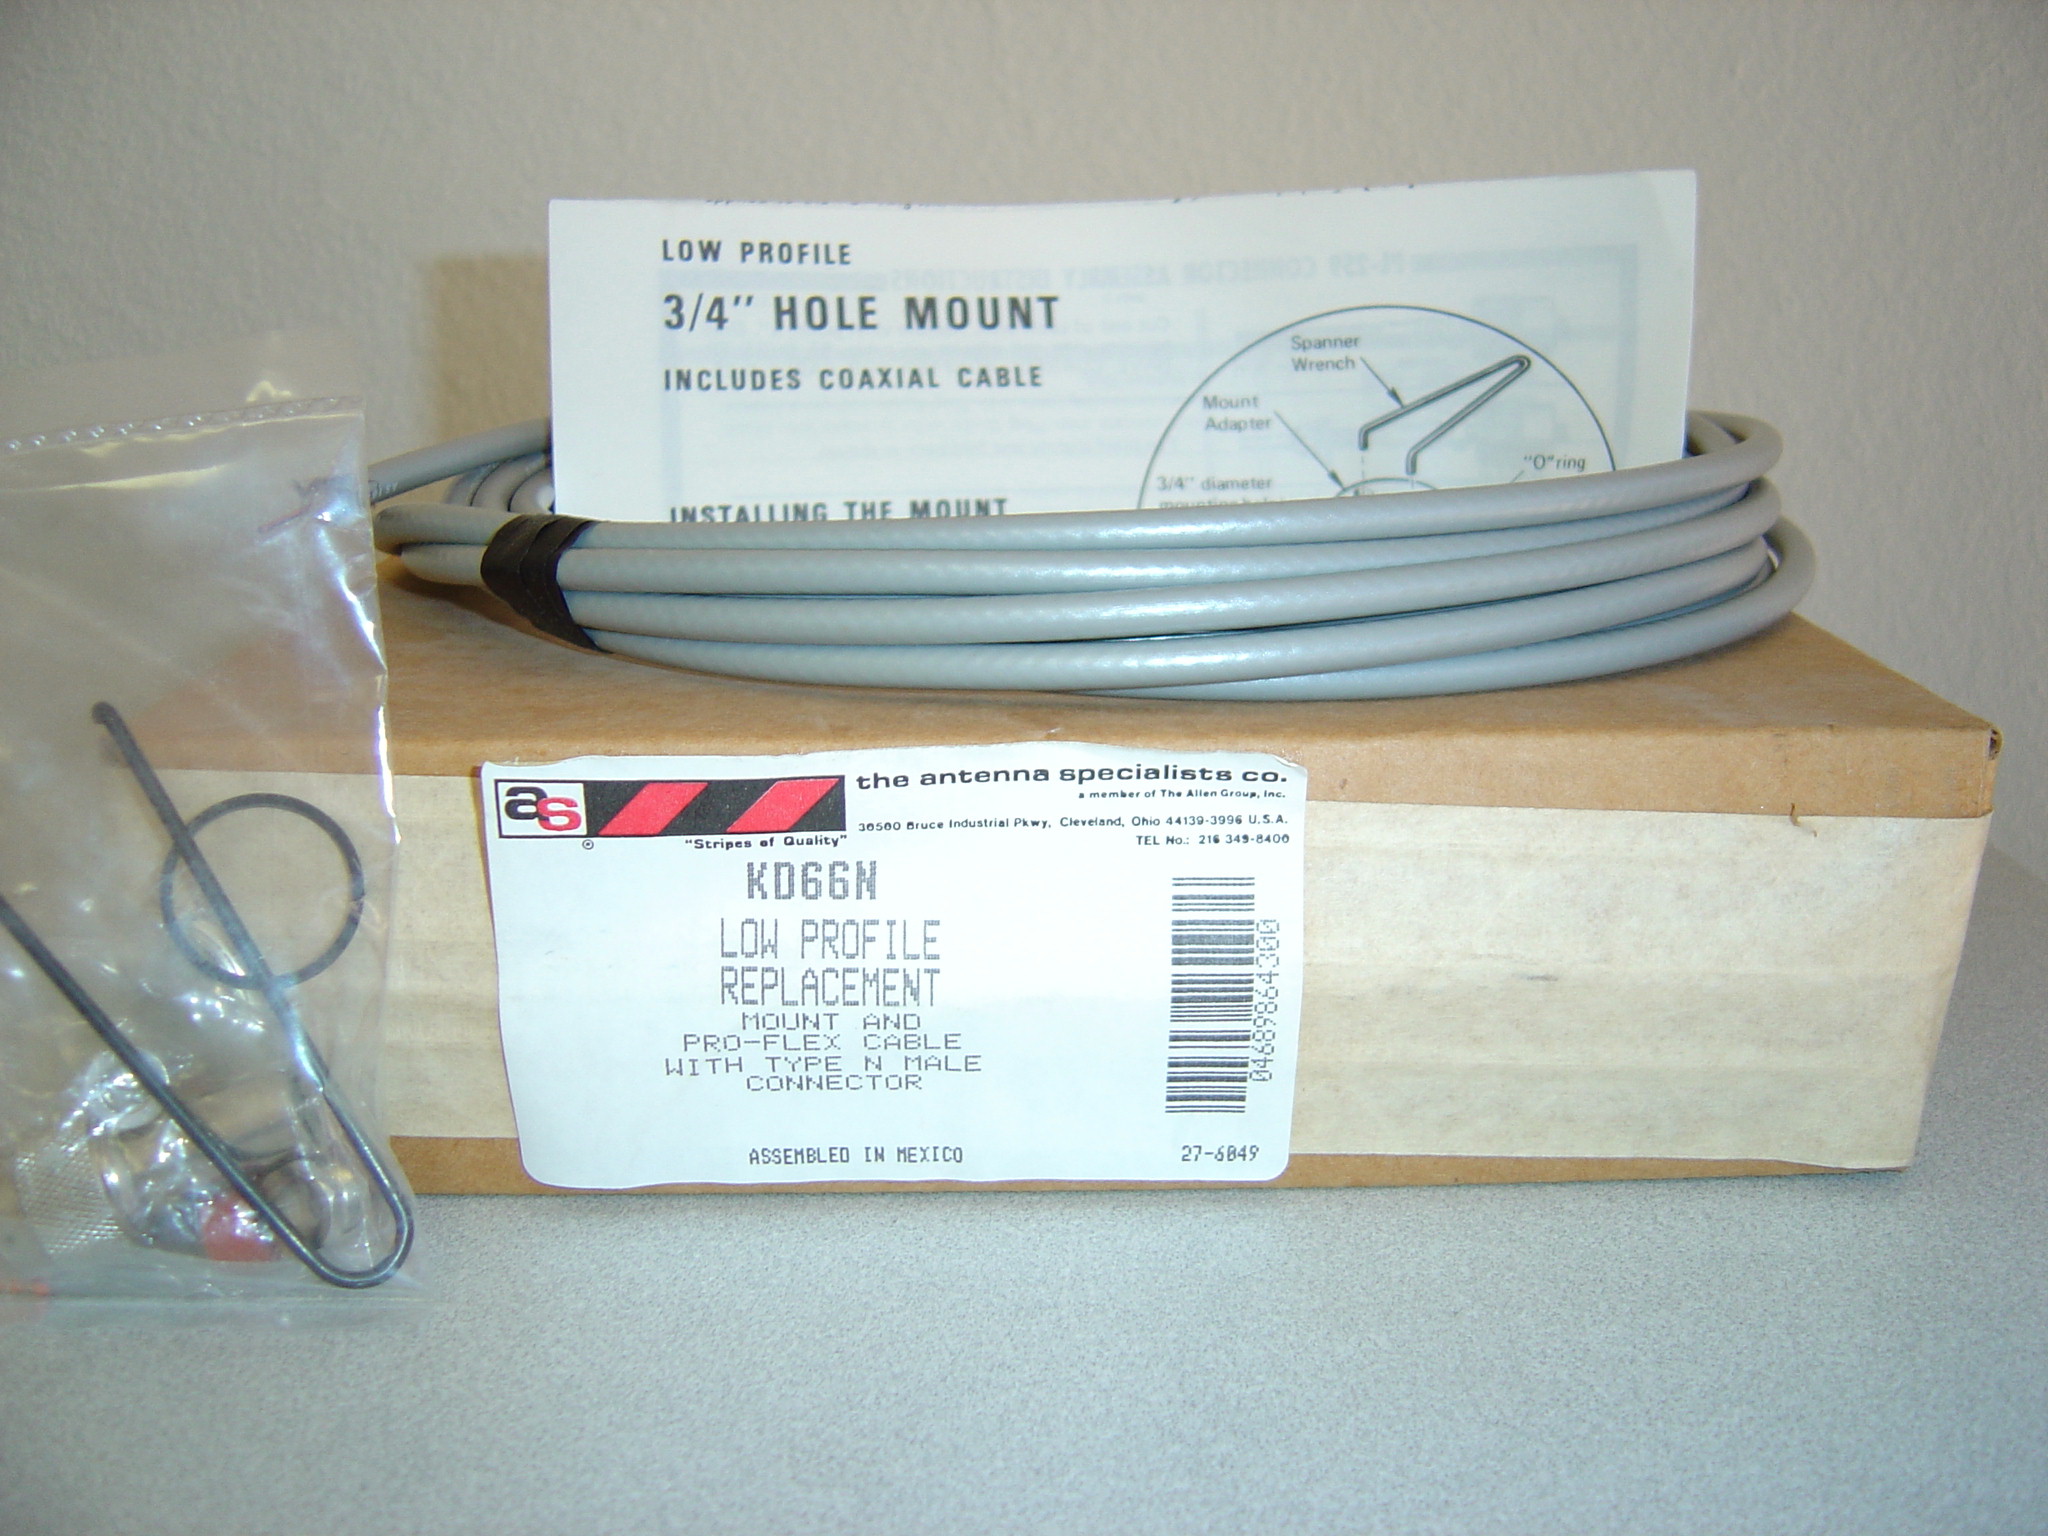 LOW PROFILE
3/4" HOLE MOUNT
INCLUDES COAXIAL CABLE
INSTALLING THE MOUNT
Spanner
Wrench
Mount
Adapter
"O" ring
3/4" diameter
mounting hole
as
the antenna specialists co.
a member of The Allen Group, Inc.
30500 Bruce Industrial Pkwy, Cleveland, Ohio 44139-3996 U.S.A.
®
"Stripes of Quality"
TEL No.: 216 349-8400
KD66N
LOW PROFILE
REPLACEMENT
MOUNT AND
PRO-FLEX CABLE
WITH TYPE N MALE
CONNECTOR
04689864300
ASSEMBLED IN MEXICO
27-6049